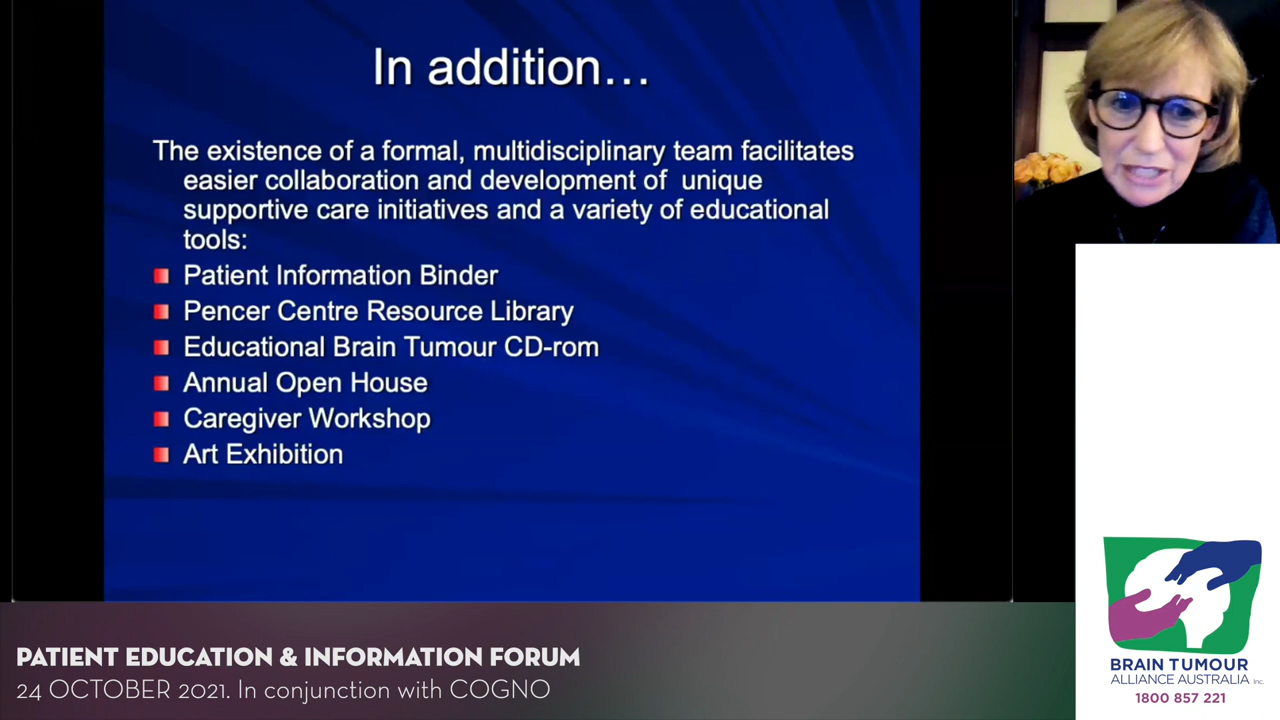 In addition…
The existence of a formal, multidisciplinary team facilitates
easier collaboration and development of unique
supportive care initiatives and a variety of educational
tools:
Patient Information Binder
Pencer Centre Resource Library
Educational Brain Tumour CD-rom
Annual Open House
Caregiver Workshop
Art Exhibition
PATIENT EDUCATION & INFORMATION FORUM
24 OCTOBER 2021. In conjunction with COGNO
BRAIN TUMOUR
ALLIANCE AUSTRALIA Inc.
1800 857 221